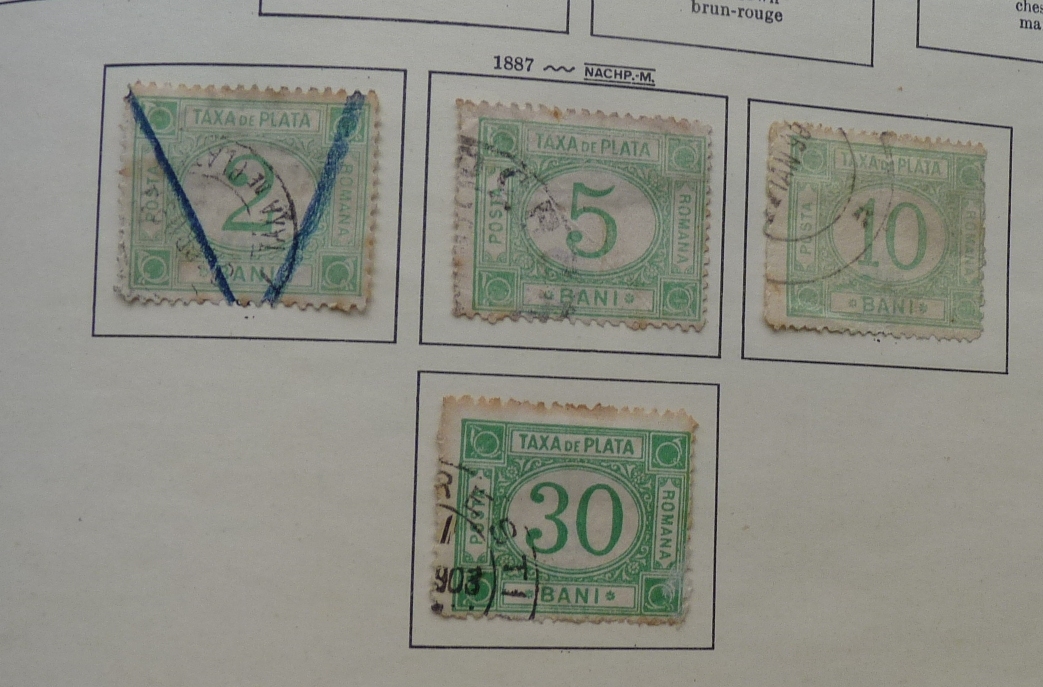 brun-rouge
ches
ma
1887 NACHP.-M.
TAXA DE PLATA
POSTA
2
ROMANA
BANI
TAXA DE PLATA
POSTA
5
ROMANA
BANI
TAXA DE PLATA
POSTA
10
ROMANA
BANI
TAXA DE PLATA
POSTA
30
ROMANA
BANI